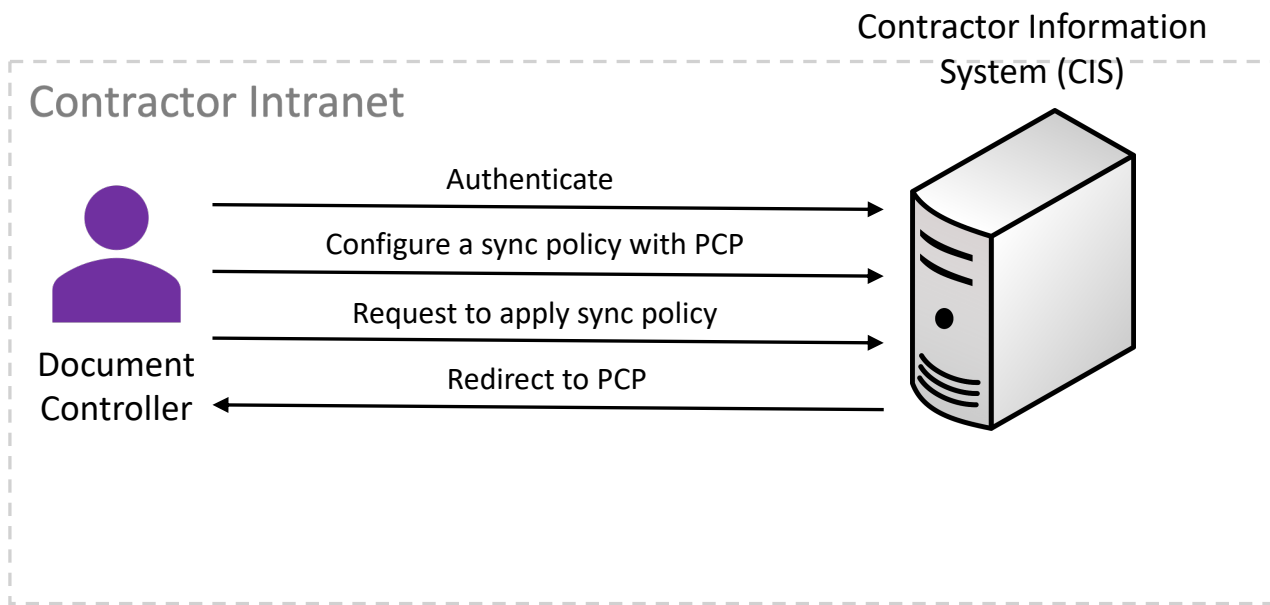 Contractor Information
System (CIS)
Contractor Intranet
Authenticate
Configure a sync policy with PCP
Request to apply sync policy
Redirect to PCP
Document
Controller